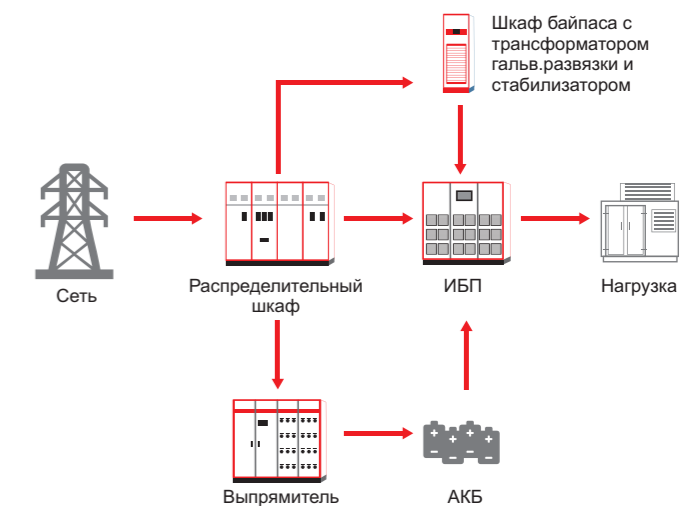 Шкаф байпаса с
трансформатором
гальв.развязки и
стабилизатором
Сеть
Распределительный
шкаф
ИБП
Нагрузка
Выпрямитель
АКБ